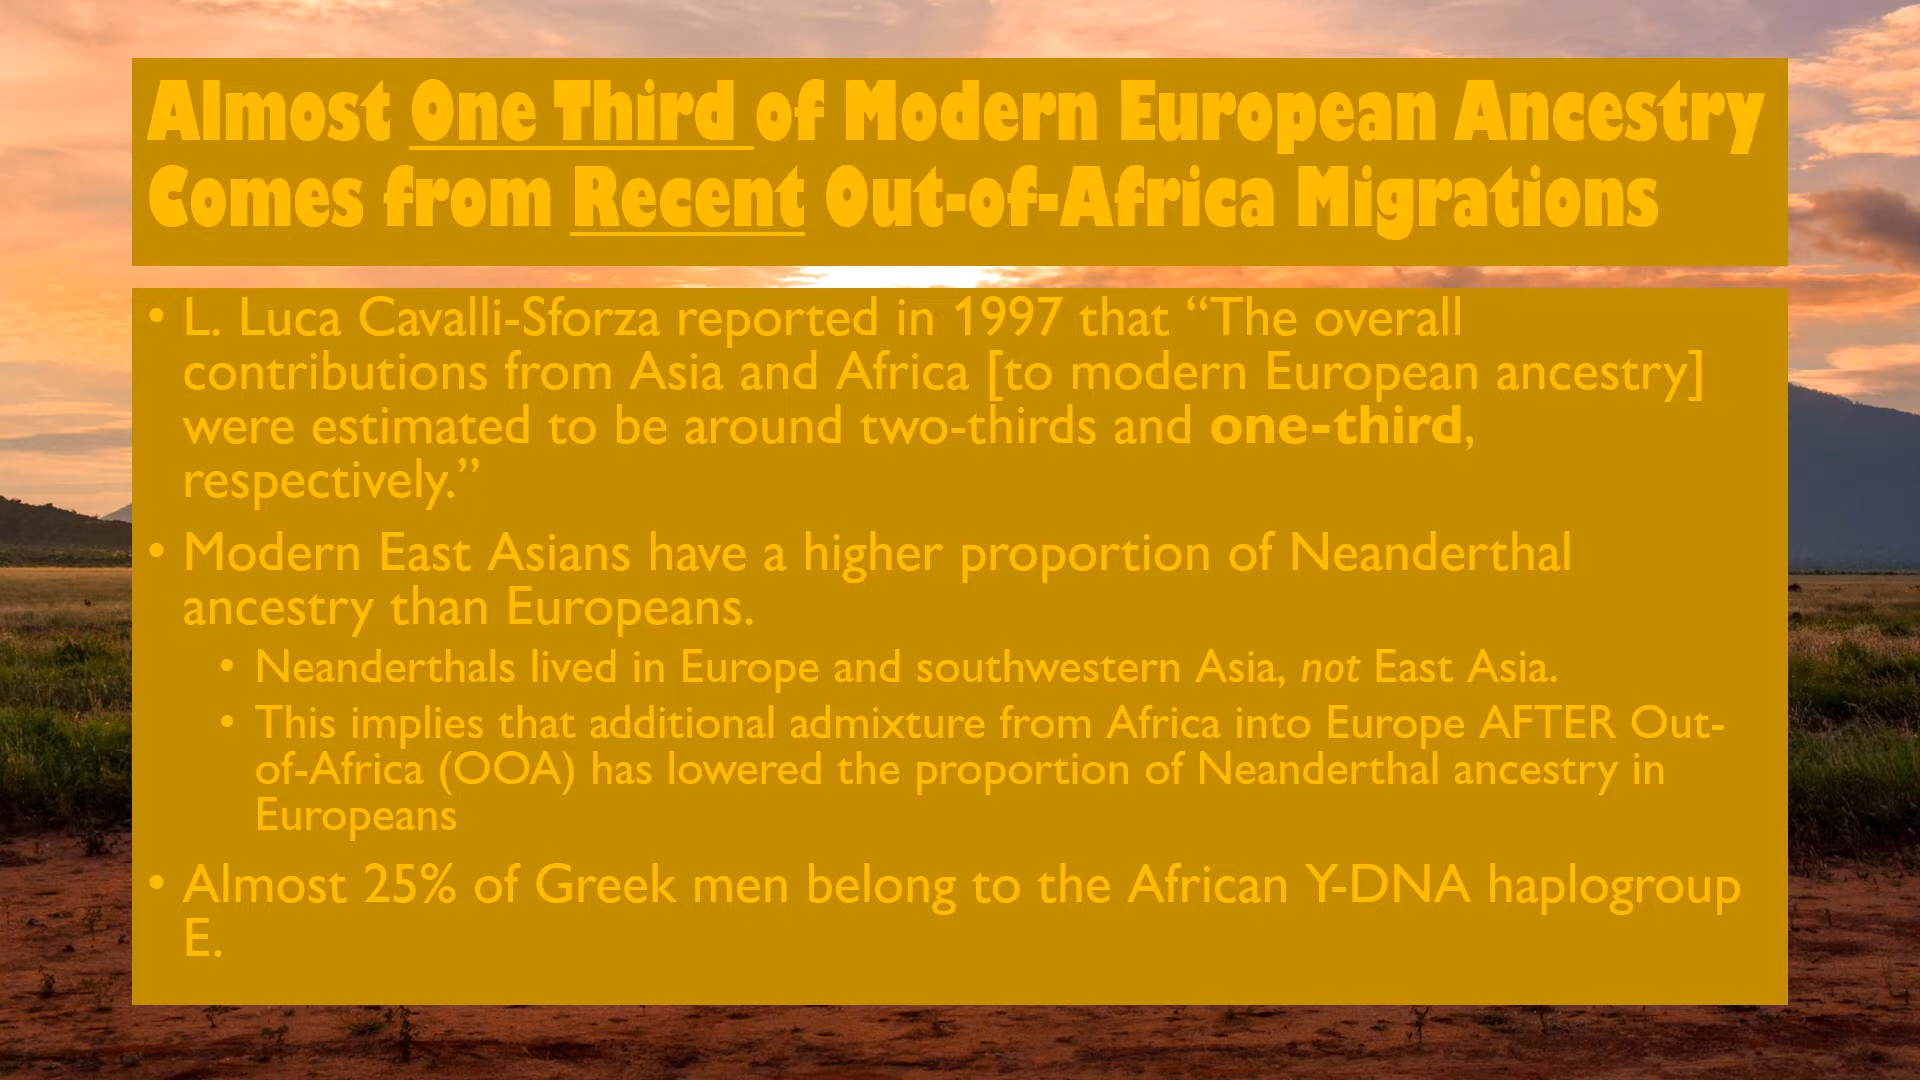 Almost One Third of Modern European Ancestry
Comes from Recent Out-of-Africa Migrations
• L. Luca Cavalli-Sforza reported in 1997 that “The overall
contributions from Asia and Africa [to modern European ancestry]
were estimated to be around two-thirds and one-third,
respectively.”
• Modern East Asians have a higher proportion of Neanderthal
ancestry than Europeans.
• Neanderthals lived in Europe and southwestern Asia, not East Asia.
• This implies that additional admixture from Africa into Europe AFTER Out-
of-Africa (OOA) has lowered the proportion of Neanderthal ancestry in
Europeans
• Almost 25% of Greek men belong to the African Y-DNA haplogroup
E.